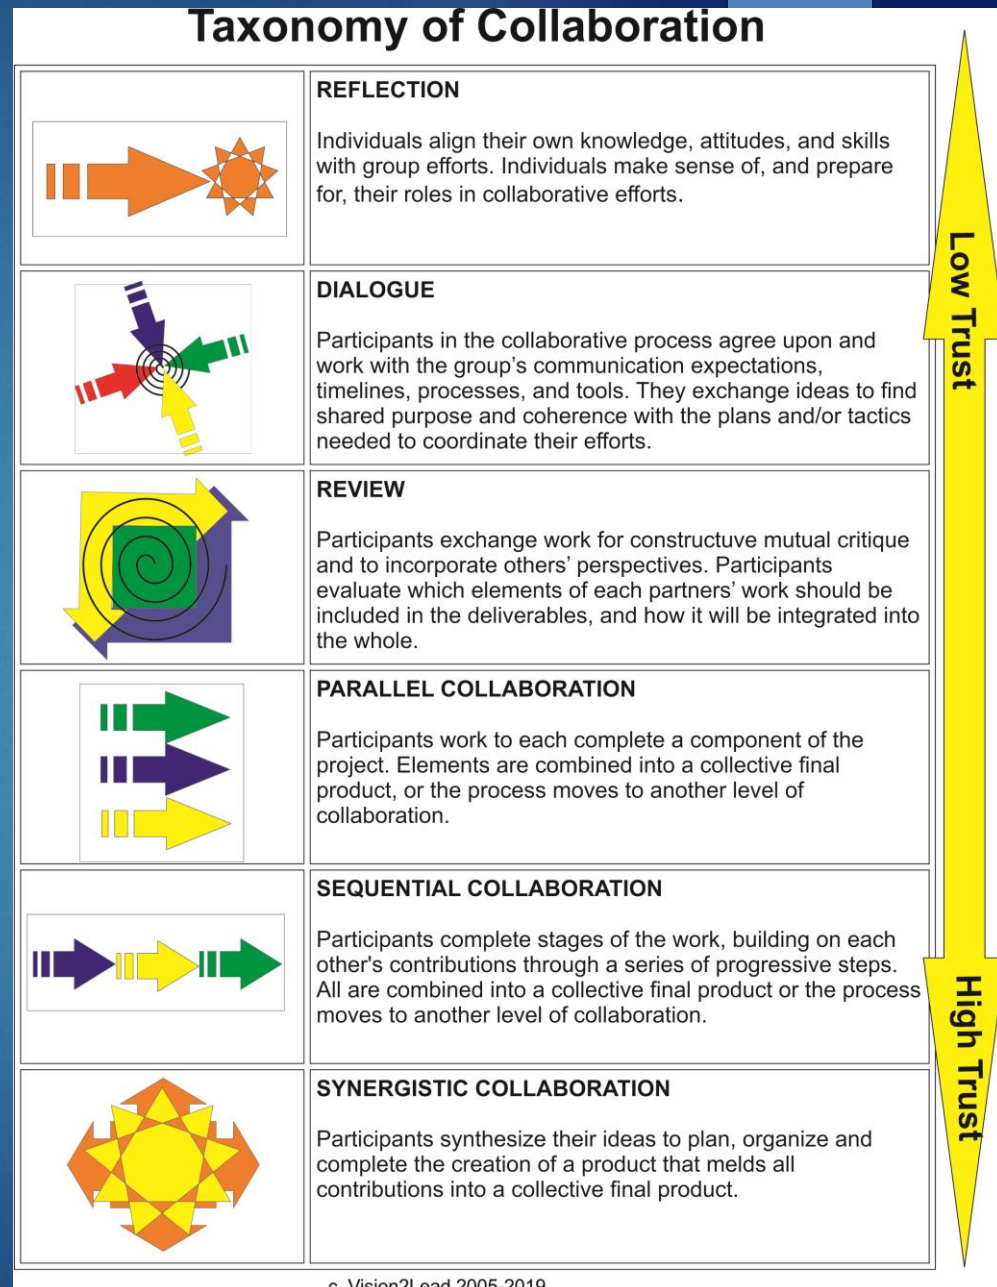 Taxonomy of Collaboration
REFLECTION
Individuals align their own knowledge, attitudes, and skills
with group efforts. Individuals make sense of, and prepare
for, their roles in collaborative efforts.
DIALOGUE
Participants in the collaborative process agree upon and
work with the group's communication expectations,
timelines, processes, and tools. They exchange ideas to find
shared purpose and coherence with the plans and/or tactics
needed to coordinate their efforts.
REVIEW
Participants exchange work for constructuve mutual critique
and to incorporate others' perspectives. Participants
evaluate which elements of each partners' work should be
included in the deliverables, and how it will be integrated into
the whole.
PARALLEL COLLABORATION
Participants work to each complete a component of the
project. Elements are combined into a collective final
product, or the process moves to another level of
collaboration.
SEQUENTIAL COLLABORATION
Participants complete stages of the work, building on each
other's contributions through a series of progressive steps.
All are combined into a collective final product or the process
moves to another level of collaboration.
SYNERGISTIC COLLABORATION
Participants synthesize their ideas to plan, organize and
complete the creation of a product that melds all
contributions into a collective final product.
Low Trust
High Trust
c. Vision2Lead 2005-2019